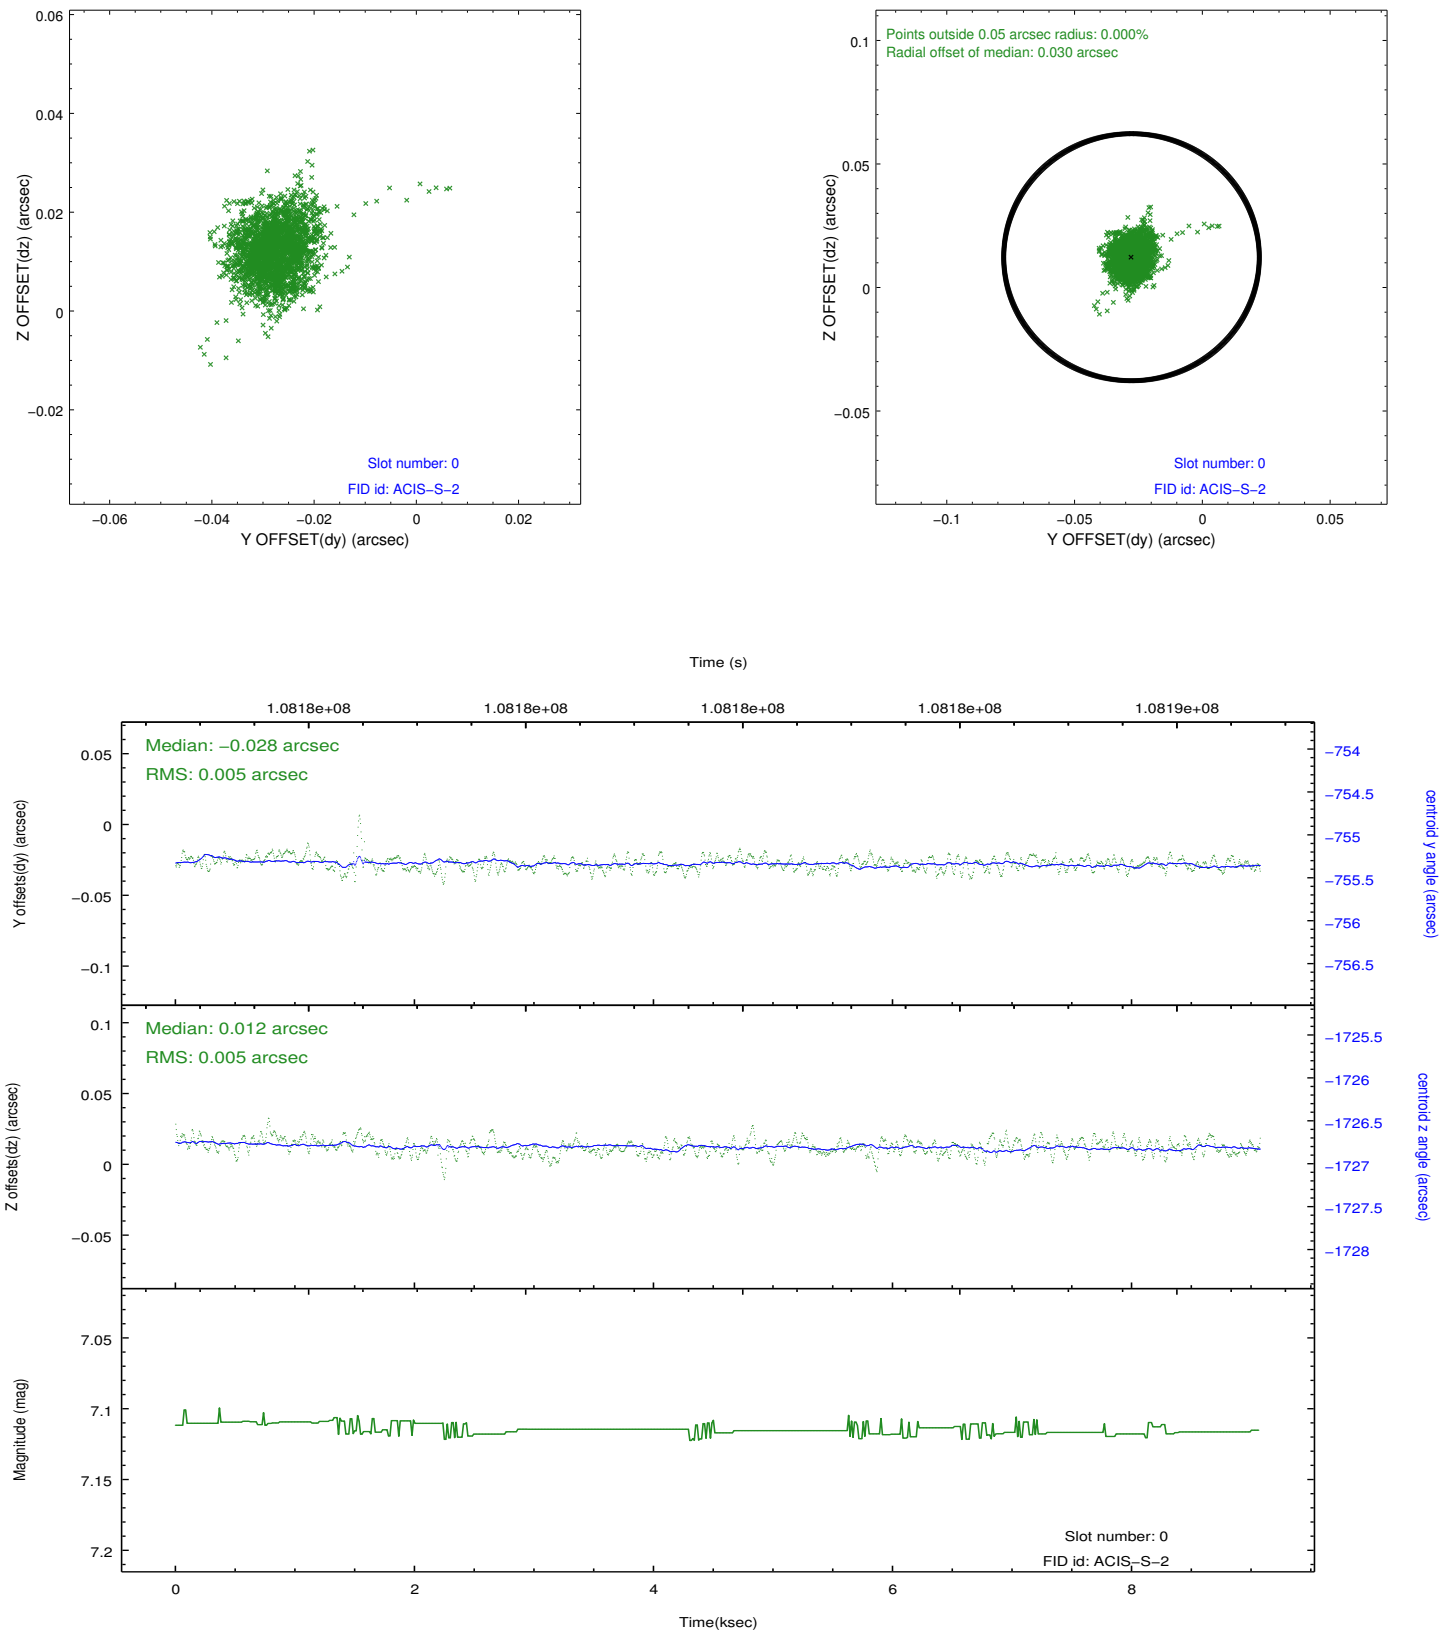 0.06
0.04
0.02
0
−0.02
Z OFFSET(dz) (arcsec)
Slot number: 0
FID id: ACIS−S−2
−0.06
−0.04
−0.02
0
0.02
Y OFFSET(dy) (arcsec)
Points outside 0.05 arcsec radius: 0.000%
Radial offset of median: 0.030 arcsec
0.1
0.05
0
−0.05
Z OFFSET(dz) (arcsec)
Slot number: 0
FID id: ACIS−S−2
−0.1
−0.05
0
0.05
Y OFFSET(dy) (arcsec)
Time (s)
1.0818e+08
1.0818e+08
1.0818e+08
1.0818e+08
1.0819e+08
Median: −0.028 arcsec
RMS: 0.005 arcsec
0.05
0
−0.05
−0.1
Y offsets(dy) (arcsec)
−754
−754.5
−755
−755.5
−756
−756.5
centroid y angle (arcsec)
Median: 0.012 arcsec
RMS: 0.005 arcsec
0.1
0.05
0
−0.05
Z offsets(dz) (arcsec)
−1725.5
−1726
−1726.5
−1727
−1727.5
−1728
centroid z angle (arcsec)
7.05
7.1
7.15
7.2
Magnitude (mag)
Slot number: 0
FID id: ACIS−S−2
0
2
4
6
8
Time(ksec)